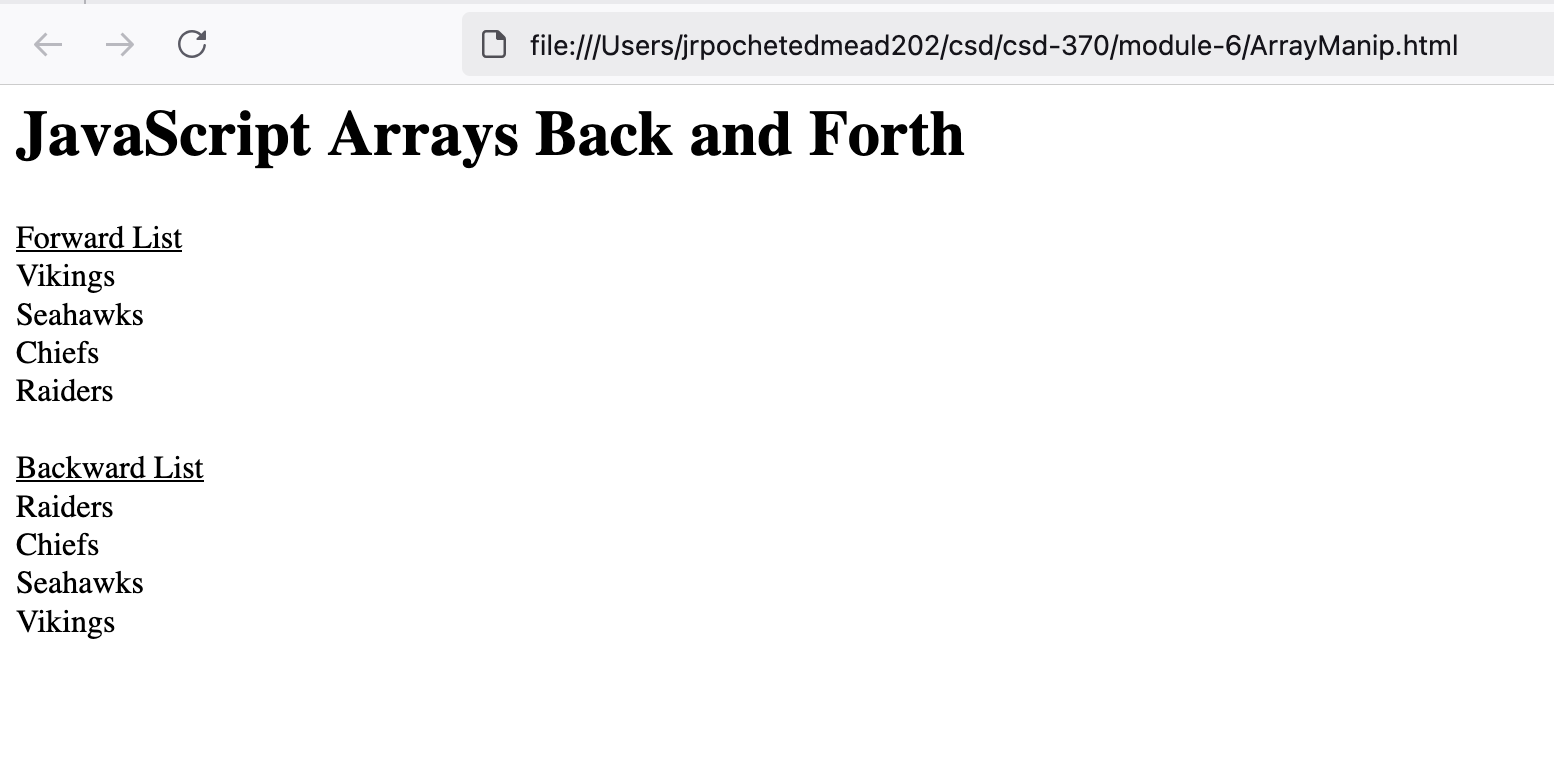 file:///Users/jrpochetedmead202/csd/csd-370/module-6/ArrayManip.html
JavaScript Arrays Back and Forth
Forward List
Vikings
Seahawks
Chiefs
Raiders
Backward List
Raiders
Chiefs
Seahawks
Vikings